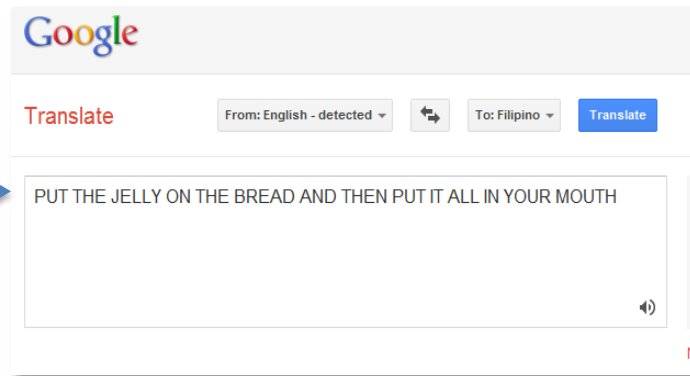 Google
Translate
From: English - detected
To: Filipino
Translate
PUT THE JELLY ON THE BREAD AND THEN PUT IT ALL IN YOUR MOUTH